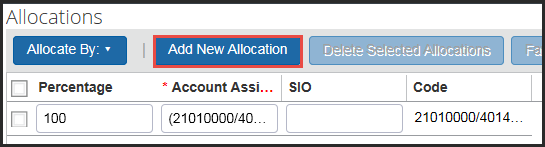 Allocations
Allocate By: Add New Allocation Delete Selected Allocations Fa
Percentage * Account Assi... SIO Code
100 (21010000/40... 21010000/4014...